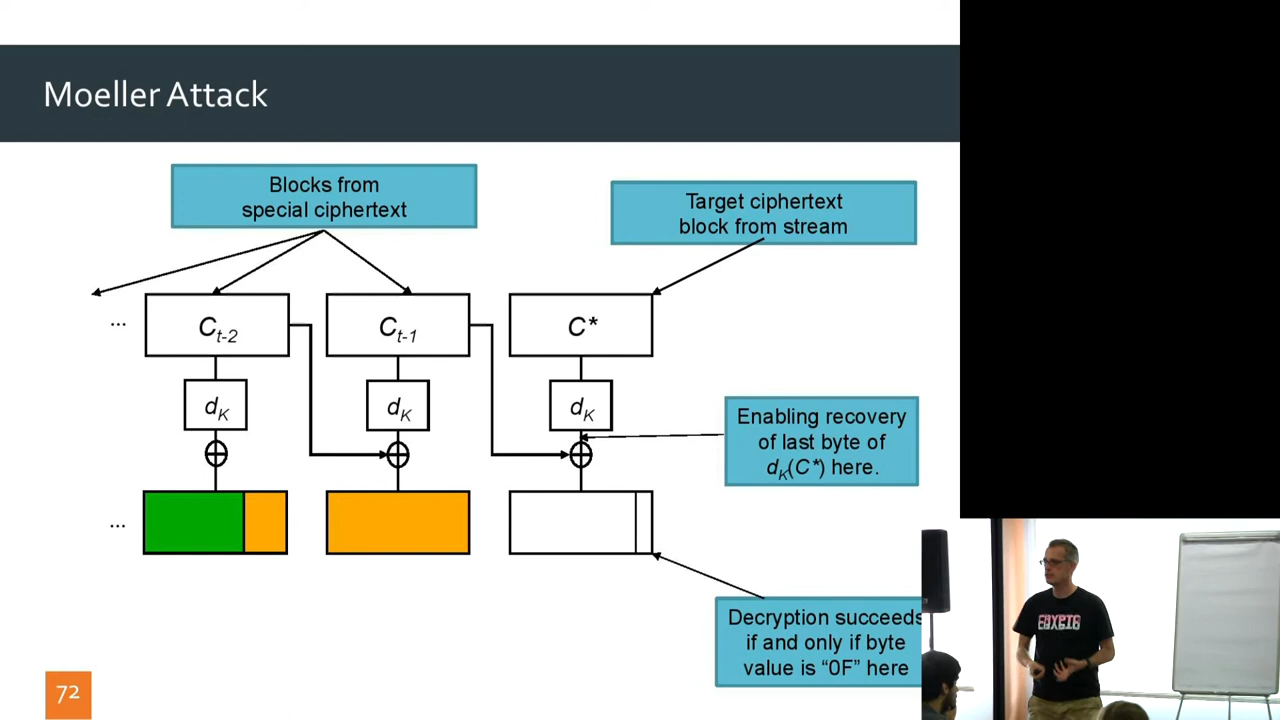 Moeller Attack
Blocks from
special ciphertext
Target ciphertext
block from stream
...
Ct-2
Ct-1
C*
dK
dK
dK
Enabling recovery
of last byte of
dK(C*) here.
...
Decryption succeeds
if and only if byte
value is “0F” here
72